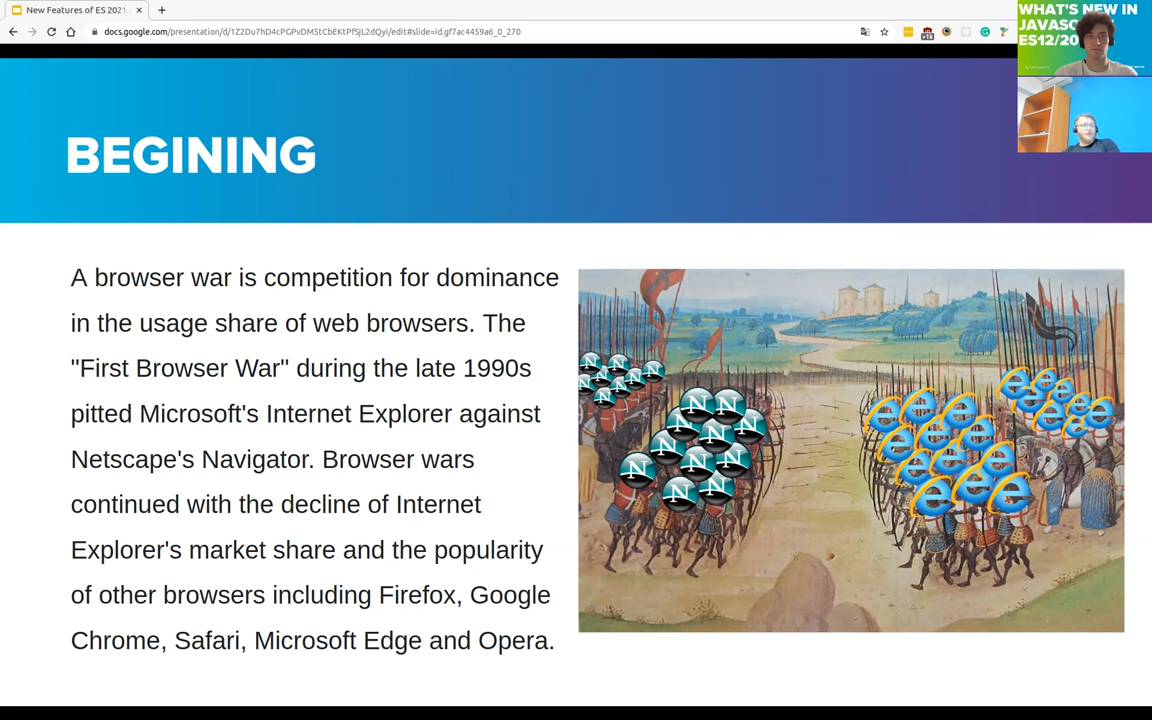 New Features of ES 2021
docs.google.com/presentation/d/1Z2Du7hD4cPGPvDMStCbEKtPfSjL2dQyi/edit#slide=id.gf7ac4459a6_0_270
WHAT'S NEW IN
ES12/20
BEGINING
A browser war is competition for dominance
in the usage share of web browsers. The
"First Browser War" during the late 1990s
pitted Microsoft's Internet Explorer against
Netscape's Navigator. Browser wars
continued with the decline of Internet
Explorer's market share and the popularity
of other browsers including Firefox, Google
Chrome, Safari, Microsoft Edge and Opera.